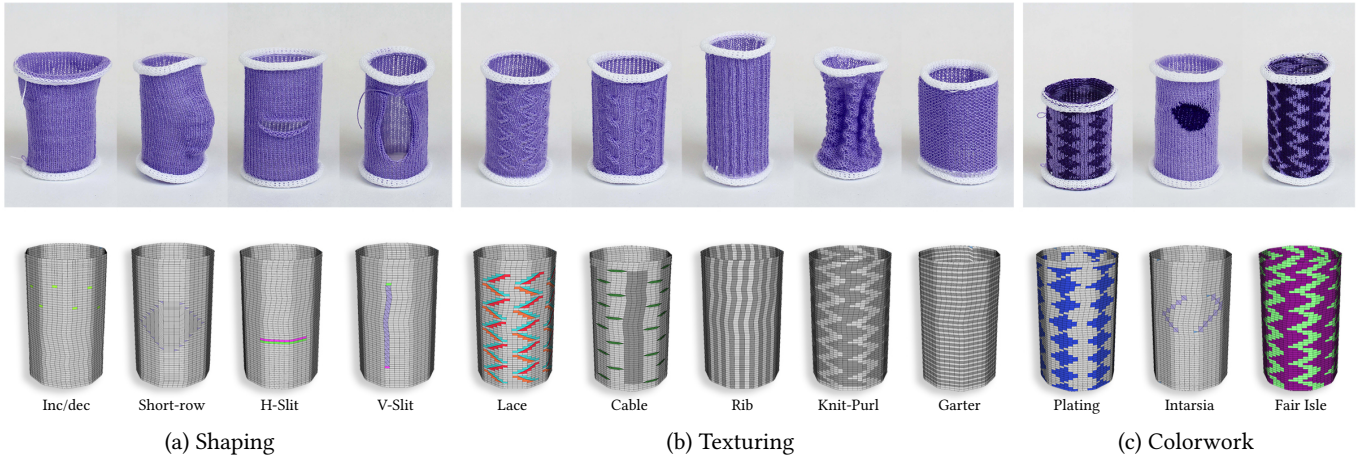 Inc/dec
Short-row
H-Slit
V-Slit
Lace
Cable
Rib
Knit-Purl
Garter
Plating
Intarsia
Fair Isle
(a) Shaping
(b) Texturing
(c) Colorwork